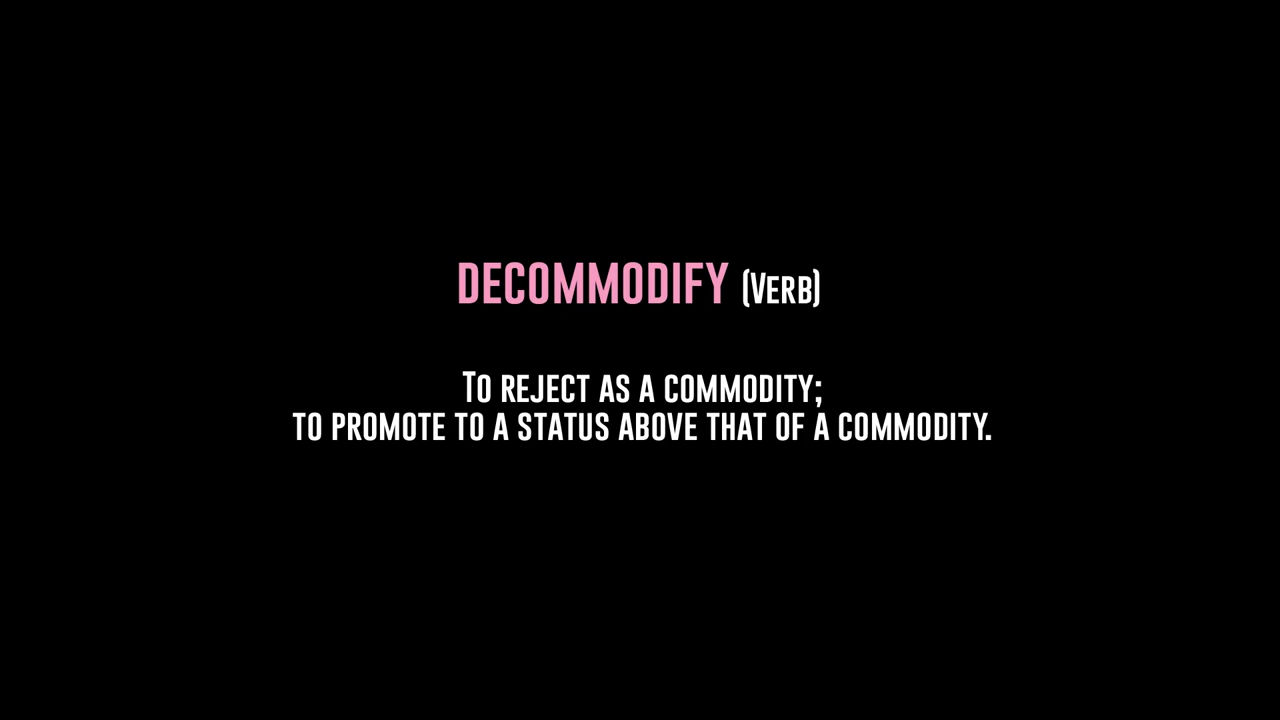 DECOMMODIFY (VERB)
TO REJECT AS A COMMODITY;
TO PROMOTE TO A STATUS ABOVE THAT OF A COMMODITY.